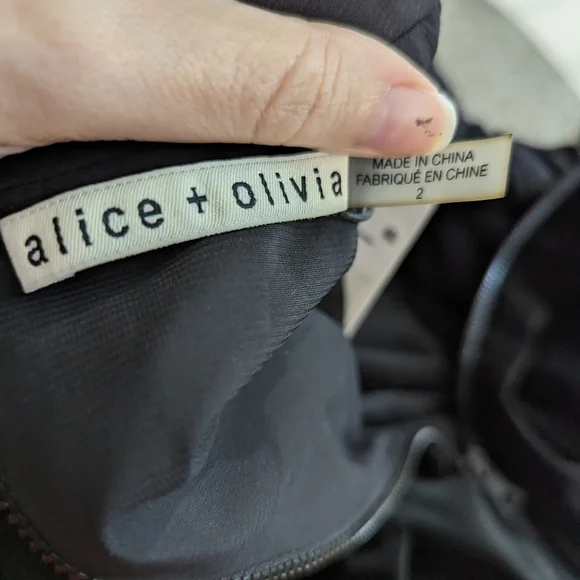 alice + olivia
MADE IN CHINA
FABRIQUÉ EN CHINE
2